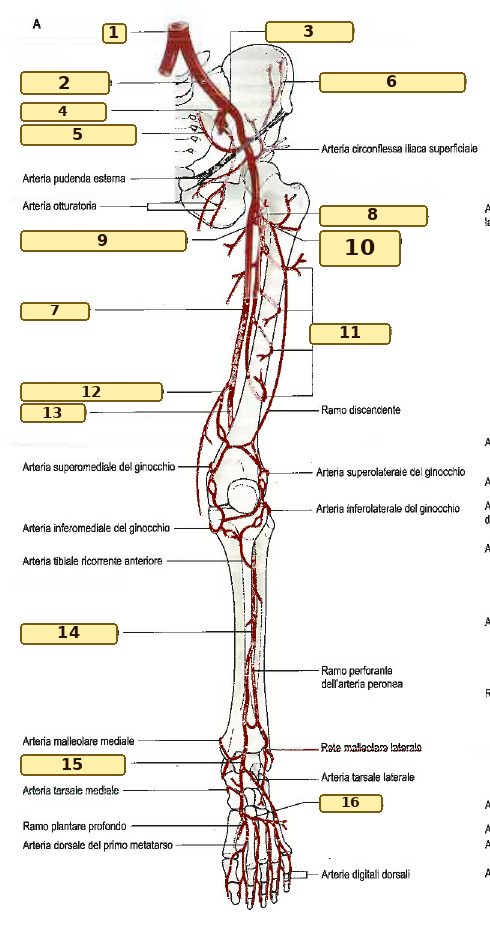 A
1
3
2
6
4
5
Arteria circonflessa iliaca superficiale
Arteria pudenda esterna
Arteria otturatoria
8
9
10
7
11
12
13
Ramo discendente
Arteria superomediale del ginocchio
Arteria superolaterale del ginocchio
Arteria inferolaterale del ginocchio
Arteria inferomediale del ginocchio
Arteria tibiale ricorrente anteriore
14
Ramo perforante
dell'arteria peronea
Arteria malleolare mediale
Rete malleolare laterale
15
Arteria tarsale laterale
Arteria tarsale mediale
16
Ramo plantare profondo
Arteria dorsale del primo metatarso
Arterie digitali dorsali